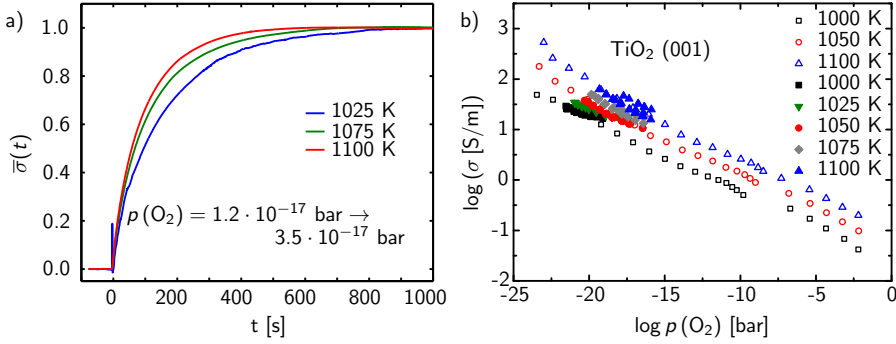 a)
1.0
0.8
0.6
0.4
0.2
0.0
σ̅(t)
1025 K
1075 K
1100 K
p (O₂) = 1.2 · 10⁻¹⁷ bar →
3.5 · 10⁻¹⁷ bar
0 200 400 600 800 1000
t [s]
b)
3
2
1
0
-1
-2
log (σ [S/m])
TiO₂ (001)
1000 K
1050 K
1100 K
1000 K
1025 K
1050 K
1075 K
1100 K
-25 -20 -15 -10 -5 0
log p (O₂) [bar]